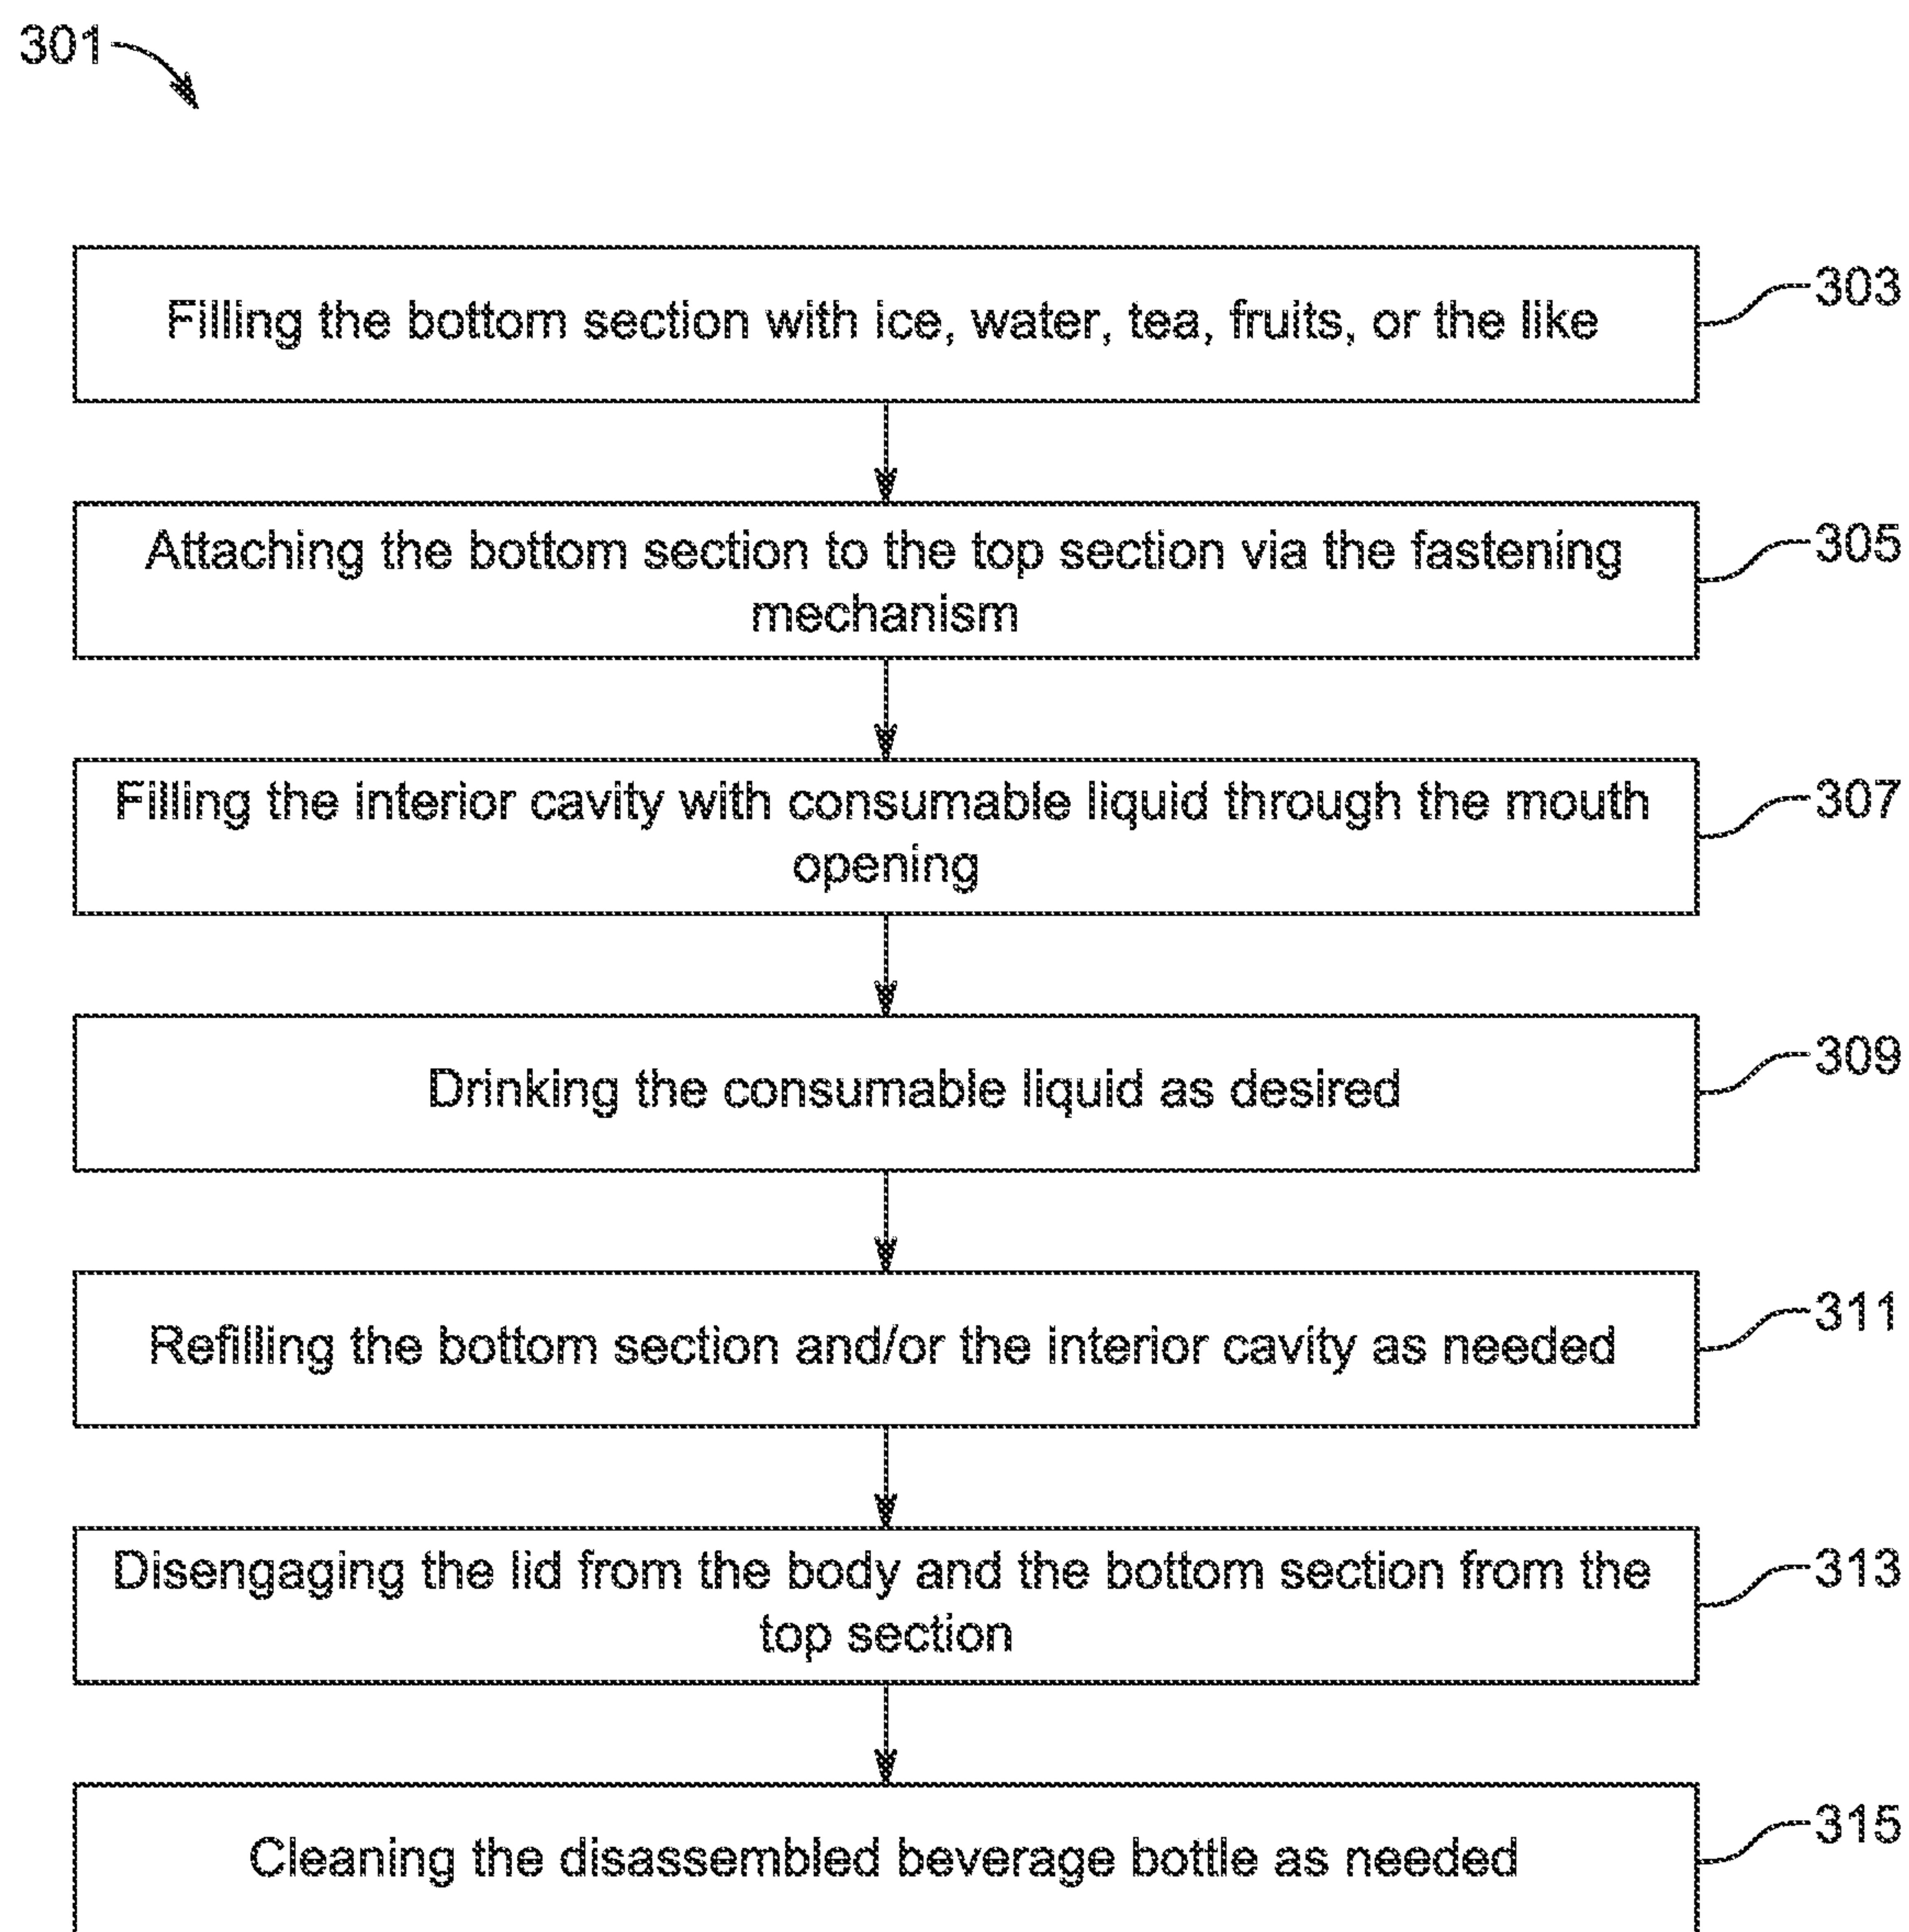 301
Filling the bottom section with ice, water, tea, fruits, or the like
303
Attaching the bottom section to the top section via the fastening
mechanism
305
Filling the interior cavity with consumable liquid through the mouth
opening
307
Drinking the consumable liquid as desired
309
Refilling the bottom section and/or the interior cavity as needed
311
Disengaging the lid from the body and the bottom section from the
top section
313
Cleaning the disassembled beverage bottle as needed
315